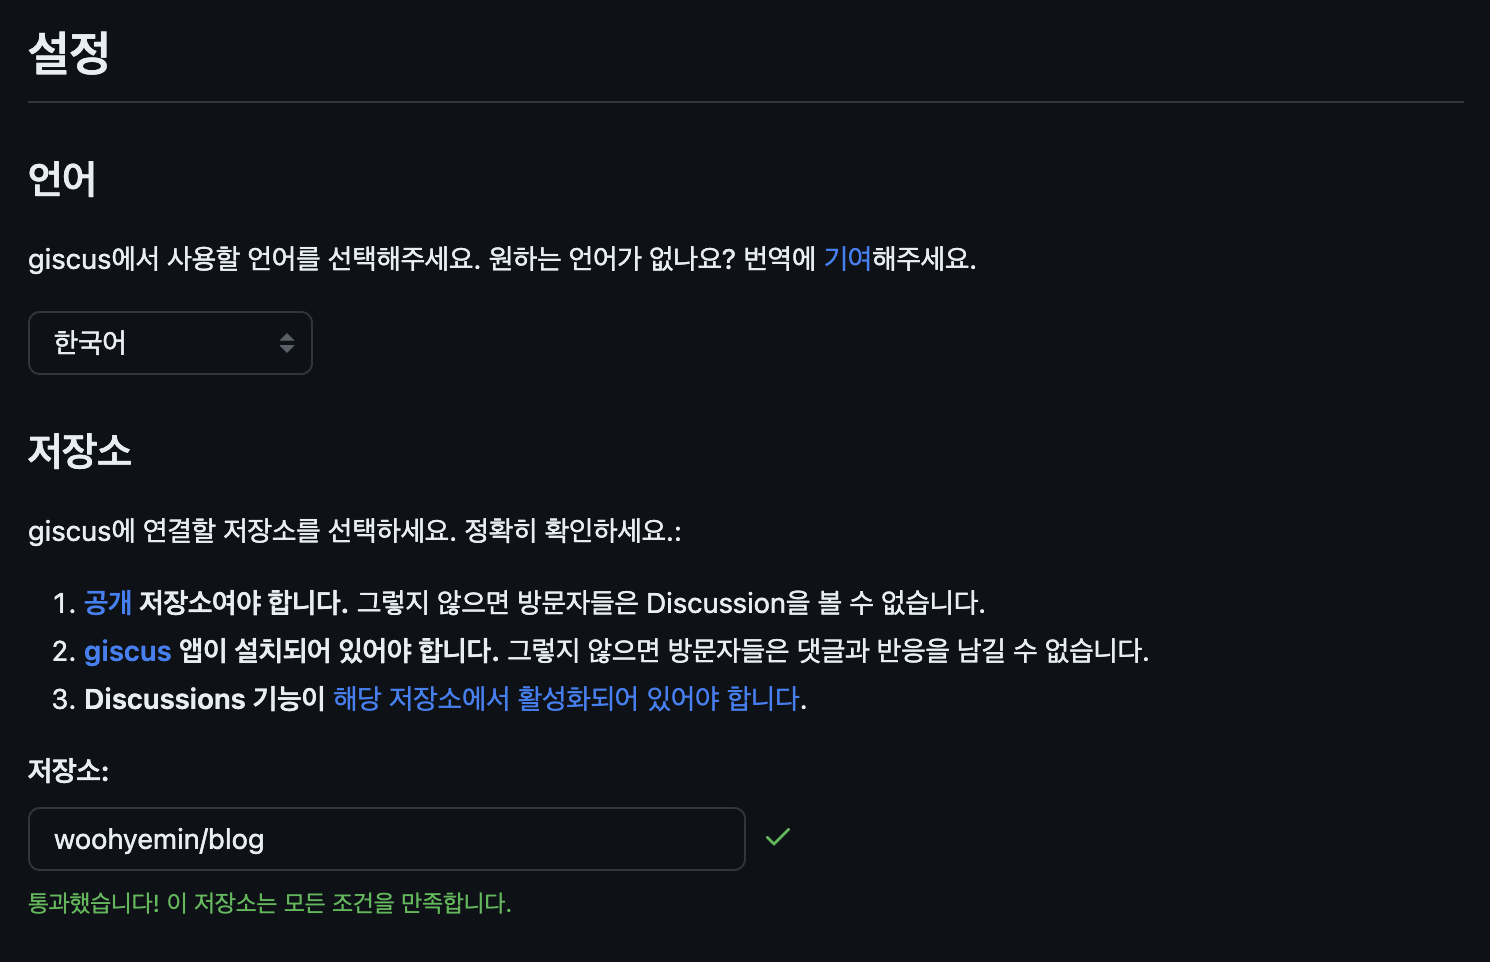 설정
언어
giscus에서 사용할 언어를 선택해주세요. 원하는 언어가 없나요? 번역에 기여해주세요.
한국어
저장소
giscus에 연결할 저장소를 선택하세요. 정확히 확인하세요.:
1. 공개 저장소여야 합니다. 그렇지 않으면 방문자들은 Discussion을 볼 수 없습니다.
2. giscus 앱이 설치되어 있어야 합니다. 그렇지 않으면 방문자들은 댓글과 반응을 남길 수 없습니다.
3. Discussions 기능이 해당 저장소에서 활성화되어 있어야 합니다.
저장소:
woohyemin/blog
통과했습니다! 이 저장소는 모든 조건을 만족합니다.